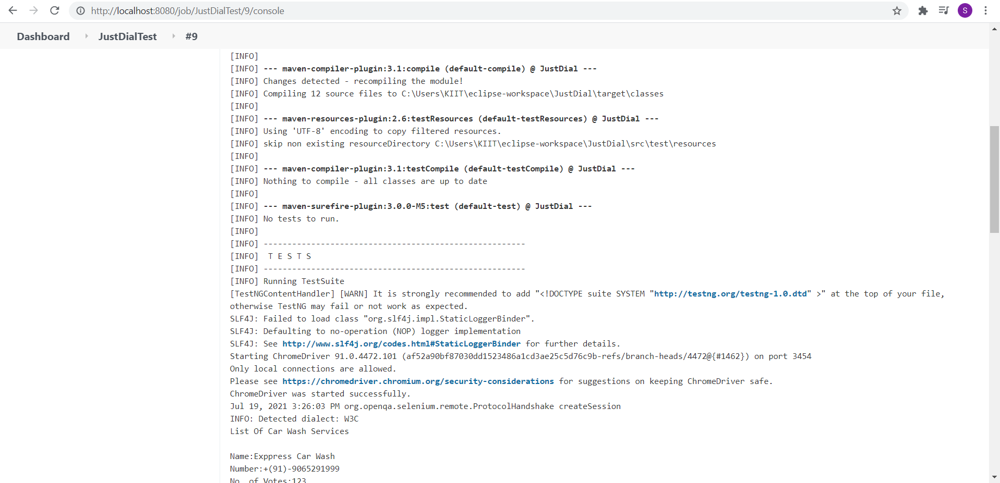 http://localhost:8080/job/JustDialTest/9/console
S
Dashboard JustDialTest #9
[INFO]
[INFO] --- maven-compiler-plugin:3.1:compile (default-compile) @ JustDial ---
[INFO] Changes detected - recompiling the module!
[INFO] Compiling 12 source files to C:\Users\KIIT\eclipse-workspace\JustDial\target\classes
[INFO]
[INFO] --- maven-resources-plugin:2.6:testResources (default-testResources) @ JustDial ---
[INFO] Using 'UTF-8' encoding to copy filtered resources.
[INFO] skip non existing resourceDirectory C:\Users\KIIT\eclipse-workspace\JustDial\src\test\resources
[INFO]
[INFO] --- maven-compiler-plugin:3.1:testCompile (default-testCompile) @ JustDial ---
[INFO] Nothing to compile - all classes are up to date
[INFO]
[INFO] --- maven-surefire-plugin:3.0.0-M5:test (default-test) @ JustDial ---
[INFO] No tests to run.
[INFO]
[INFO] -------------------------------------------------------
[INFO]  T E S T S
[INFO] -------------------------------------------------------
[INFO] Running TestSuite
[TestNGContentHandler] [WARN] It is strongly recommended to add "<!DOCTYPE suite SYSTEM "http://testng.org/testng-1.0.dtd" >" at the top of your file,
otherwise TestNG may fail or not work as expected.
SLF4J: Failed to load class "org.slf4j.impl.StaticLoggerBinder".
SLF4J: Defaulting to no-operation (NOP) logger implementation
SLF4J: See http://www.slf4j.org/codes.html#StaticLoggerBinder for further details.
Starting ChromeDriver 91.0.4472.101 (af52a90bf87030dd1523486a1cd3ae25c5d76c9b-refs/branch-heads/4472@{#1462}) on port 3454
Only local connections are allowed.
Please see https://chromedriver.chromium.org/security-considerations for suggestions on keeping ChromeDriver safe.
ChromeDriver was started successfully.
Jul 19, 2021 3:26:03 PM org.openqa.selenium.remote.ProtocolHandshake createSession
INFO: Detected dialect: W3C
List Of Car Wash Services
Name:Exppress Car Wash
Number:+(91)-9065291999
No. of Votes:123